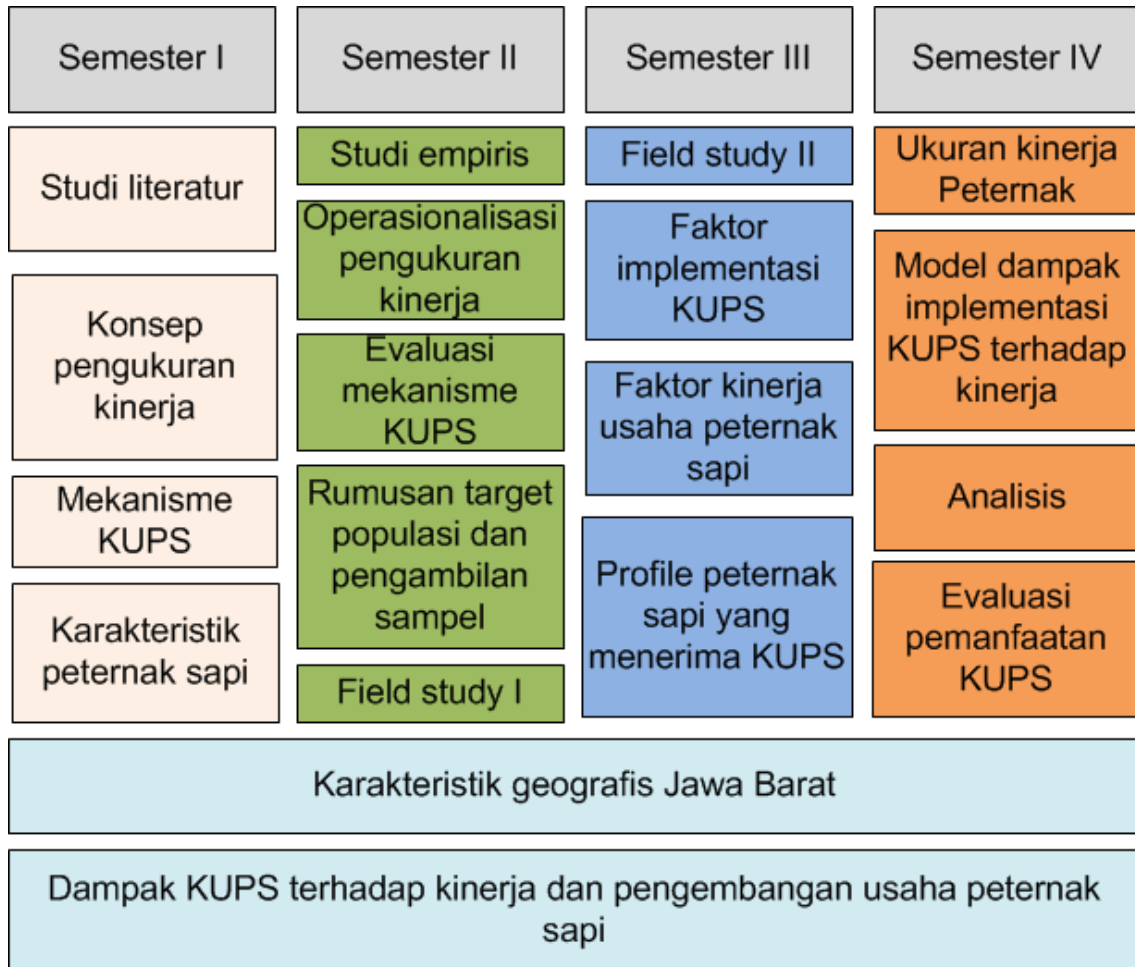 Semester I
Semester II
Semester III
Semester IV
Studi literatur
Konsep
pengukuran
kinerja
Mekanisme
KUPS
Karakteristik
peternak sapi
Studi empiris
Operasionalisasi
pengukuran
kinerja
Evaluasi
mekanisme
KUPS
Rumusan target
populasi dan
pengambilan
sampel
Field study I
Field study II
Faktor
implementasi
KUPS
Faktor kinerja
usaha peternak
sapi
Profile peternak
sapi yang
menerima KUPS
Ukuran kinerja
Peternak
Model dampak
implementasi
KUPS terhadap
kinerja
Analisis
Evaluasi
pemanfaatan
KUPS
Karakteristik geografis Jawa Barat
Dampak KUPS terhadap kinerja dan pengembangan usaha peternak
sapi